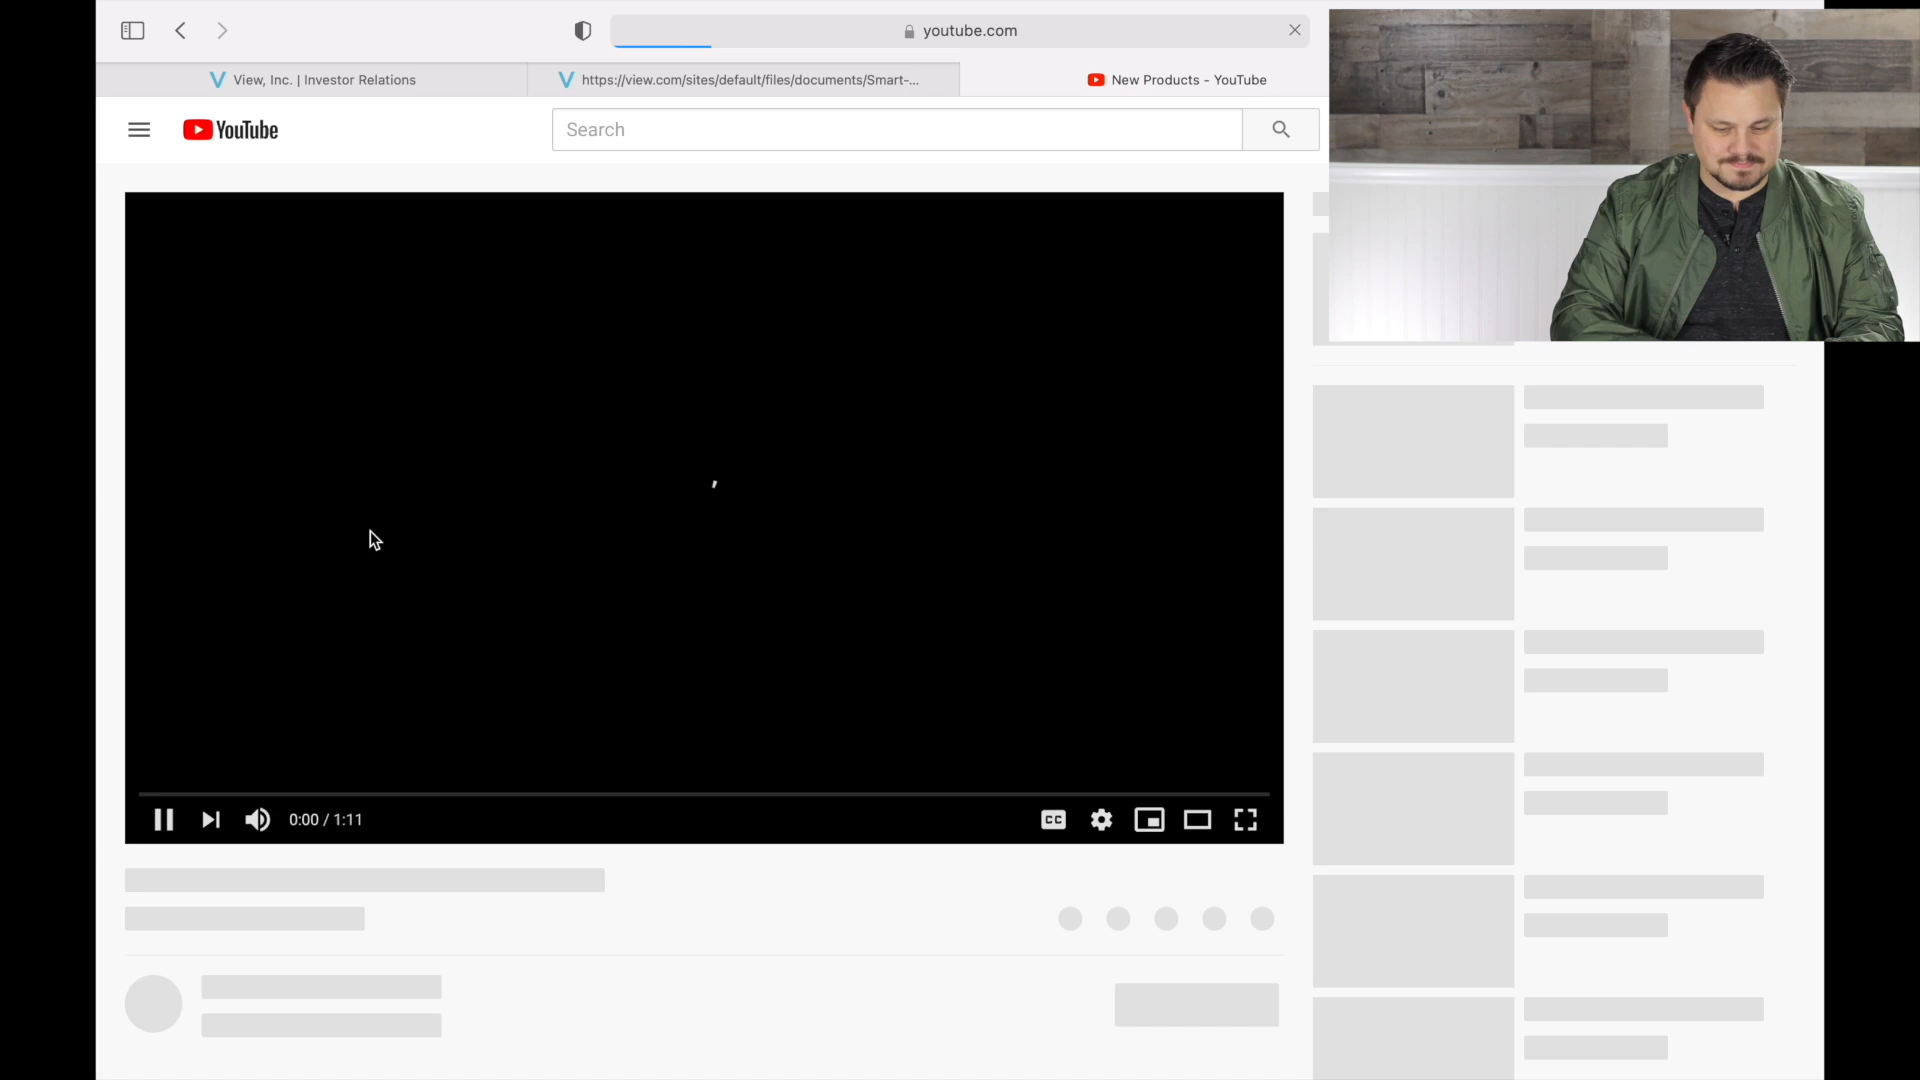 youtube.com
View, Inc. | Investor Relations
https://view.com/sites/default/files/documents/Smart-...
New Products - YouTube
YouTube
Search
0:00 / 1:11
CC